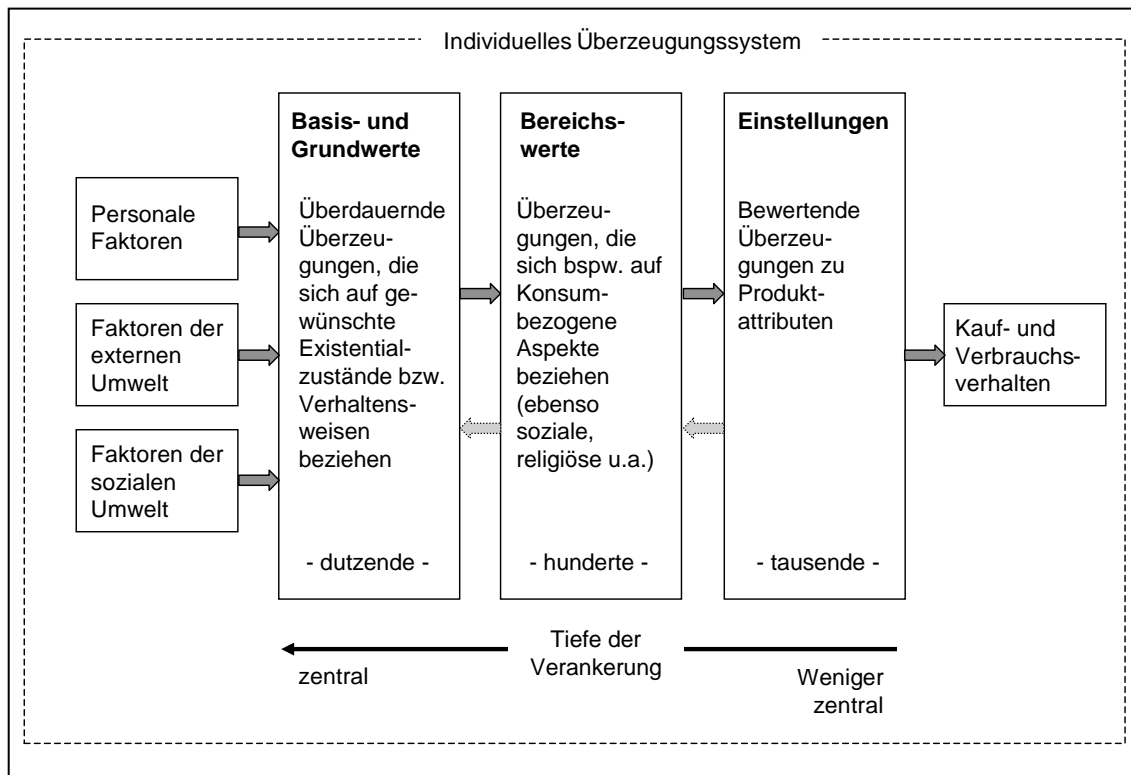 Individuelles Überzeugungssystem
Personale
Faktoren
Faktoren der
externen
Umwelt
Faktoren der
sozialen
Umwelt
Basis- und
Grundwerte
Überdauernde
Überzeu-
gungen, die
sich auf ge-
wünschte
Existential-
zustände bzw.
Verhaltens-
weisen
beziehen
- dutzende -
Bereichs-
werte
Überzeu-
gungen, die
sich bspw. auf
Konsum-
bezogene
Aspekte
beziehen
(ebenso
soziale,
religiöse u.a.)
- hunderte -
Einstellungen
Bewertende
Überzeu-
gungen zu
Produkt-
attributen
- tausende -
Kauf- und
Verbrauchs-
verhalten
zentral
Tiefe der
Verankerung
Weniger
zentral